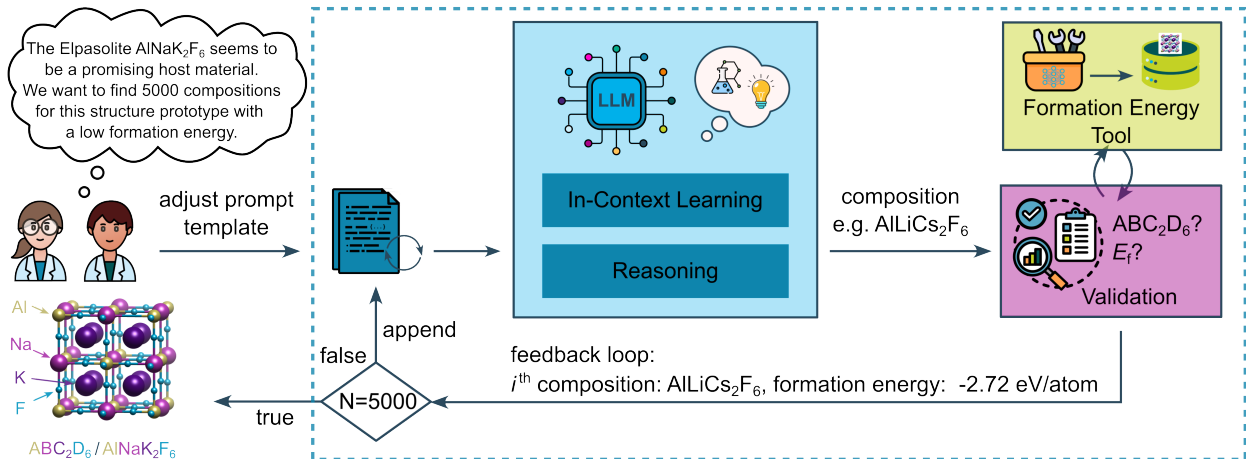 The Elpasolite AlNaK₂F₆ seems to
be a promising host material.
We want to find 5000 compositions
for this structure prototype with
a low formation energy.
adjust prompt
template
LLM
In-Context Learning
Reasoning
composition
e.g. AlLiCs₂F₆
Formation Energy
Tool
ABC₂D₆?
E_f?
Validation
append
false
N=5000
true
feedback loop:
iᵗʰ composition: AlLiCs₂F₆, formation energy: -2.72 eV/atom
Al
Na
K
F
ABC₂D₆ / AlNaK₂F₆